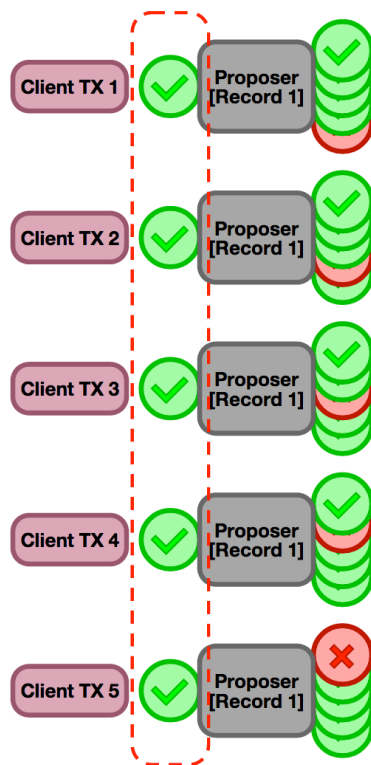 Client TX 1
Proposer
[Record 1]
Client TX 2
Proposer
[Record 1]
Client TX 3
Proposer
[Record 1]
Client TX 4
Proposer
[Record 1]
Client TX 5
Proposer
[Record 1]